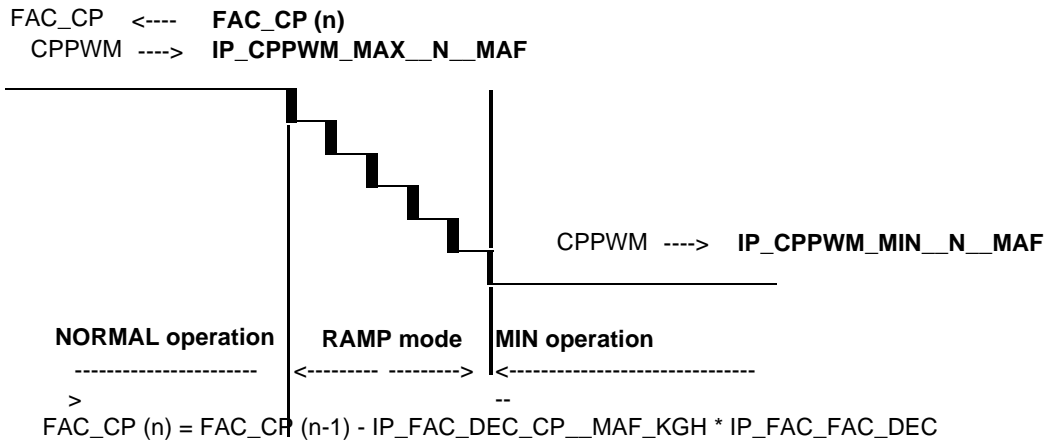 FAC_CP <---- FAC_CP (n)
CPPWM ----> IP_CPPWM_MAX__N__MAF
CPPWM ----> IP_CPPWM_MIN__N__MAF
NORMAL operation RAMP mode MIN operation
----------------------- <--------- ---------> <-------------------------------
> --
FAC_CP (n) = FAC_CP (n-1) - IP_FAC_DEC_CP__MAF_KGH * IP_FAC_FAC_DEC